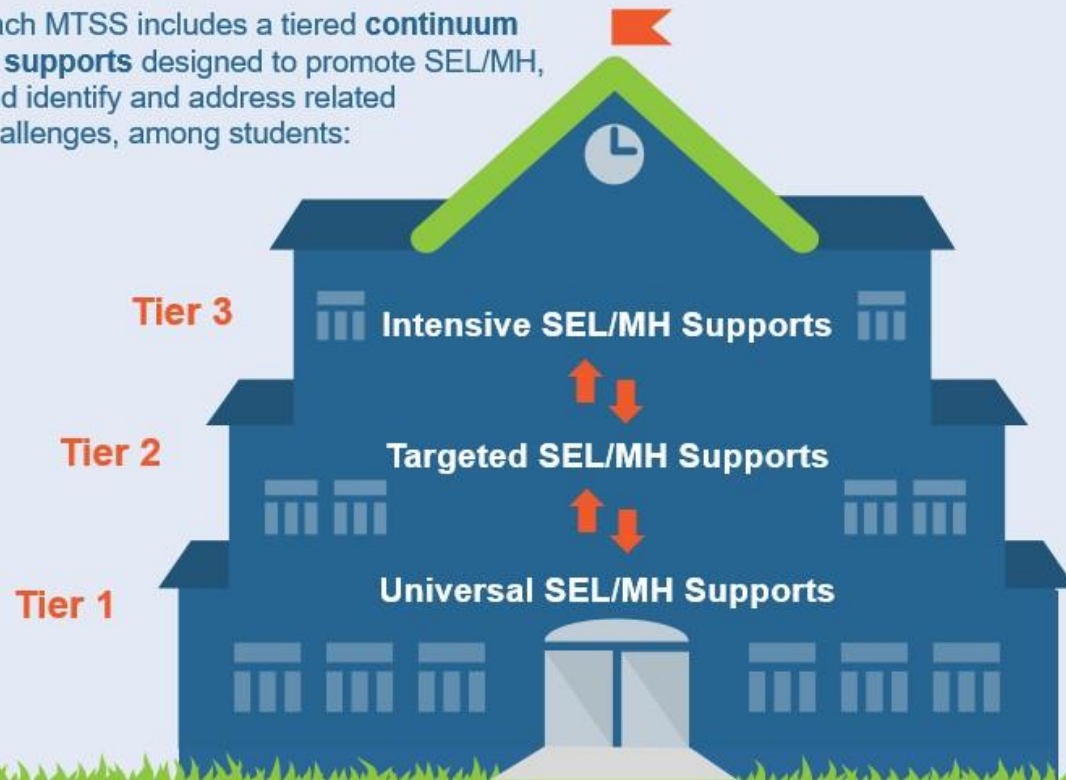 ach MTSS includes a tiered continuum
supports designed to promote SEL/MH,
d identify and address related
allenges, among students:
Tier 3
Intensive SEL/MH Supports
Tier 2
Targeted SEL/MH Supports
Tier 1
Universal SEL/MH Supports